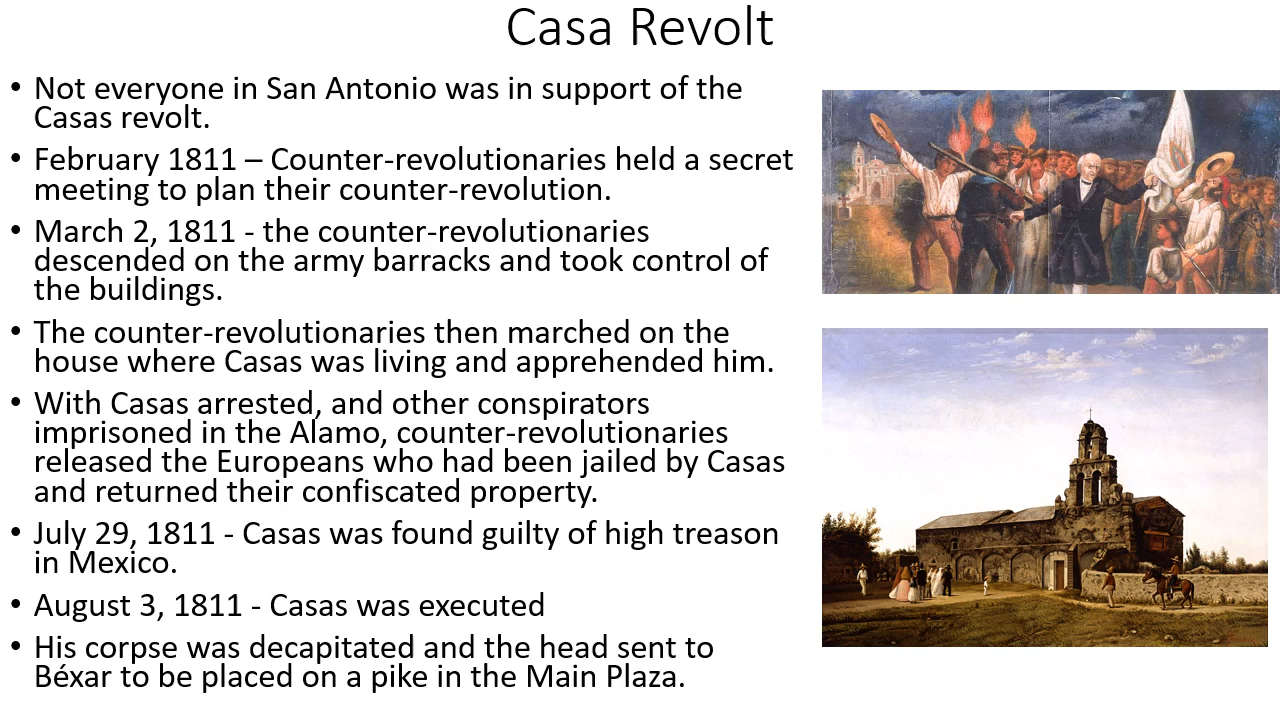 Casa Revolt
• Not everyone in San Antonio was in support of the
Casas revolt.
• February 1811 – Counter-revolutionaries held a secret
meeting to plan their counter-revolution.
• March 2, 1811 - the counter-revolutionaries
descended on the army barracks and took control of
the buildings.
• The counter-revolutionaries then marched on the
house where Casas was living and apprehended him.
• With Casas arrested, and other conspirators
imprisoned in the Alamo, counter-revolutionaries
released the Europeans who had been jailed by Casas
and returned their confiscated property.
• July 29, 1811 - Casas was found guilty of high treason
in Mexico.
• August 3, 1811 - Casas was executed
• His corpse was decapitated and the head sent to
Béxar to be placed on a pike in the Main Plaza.